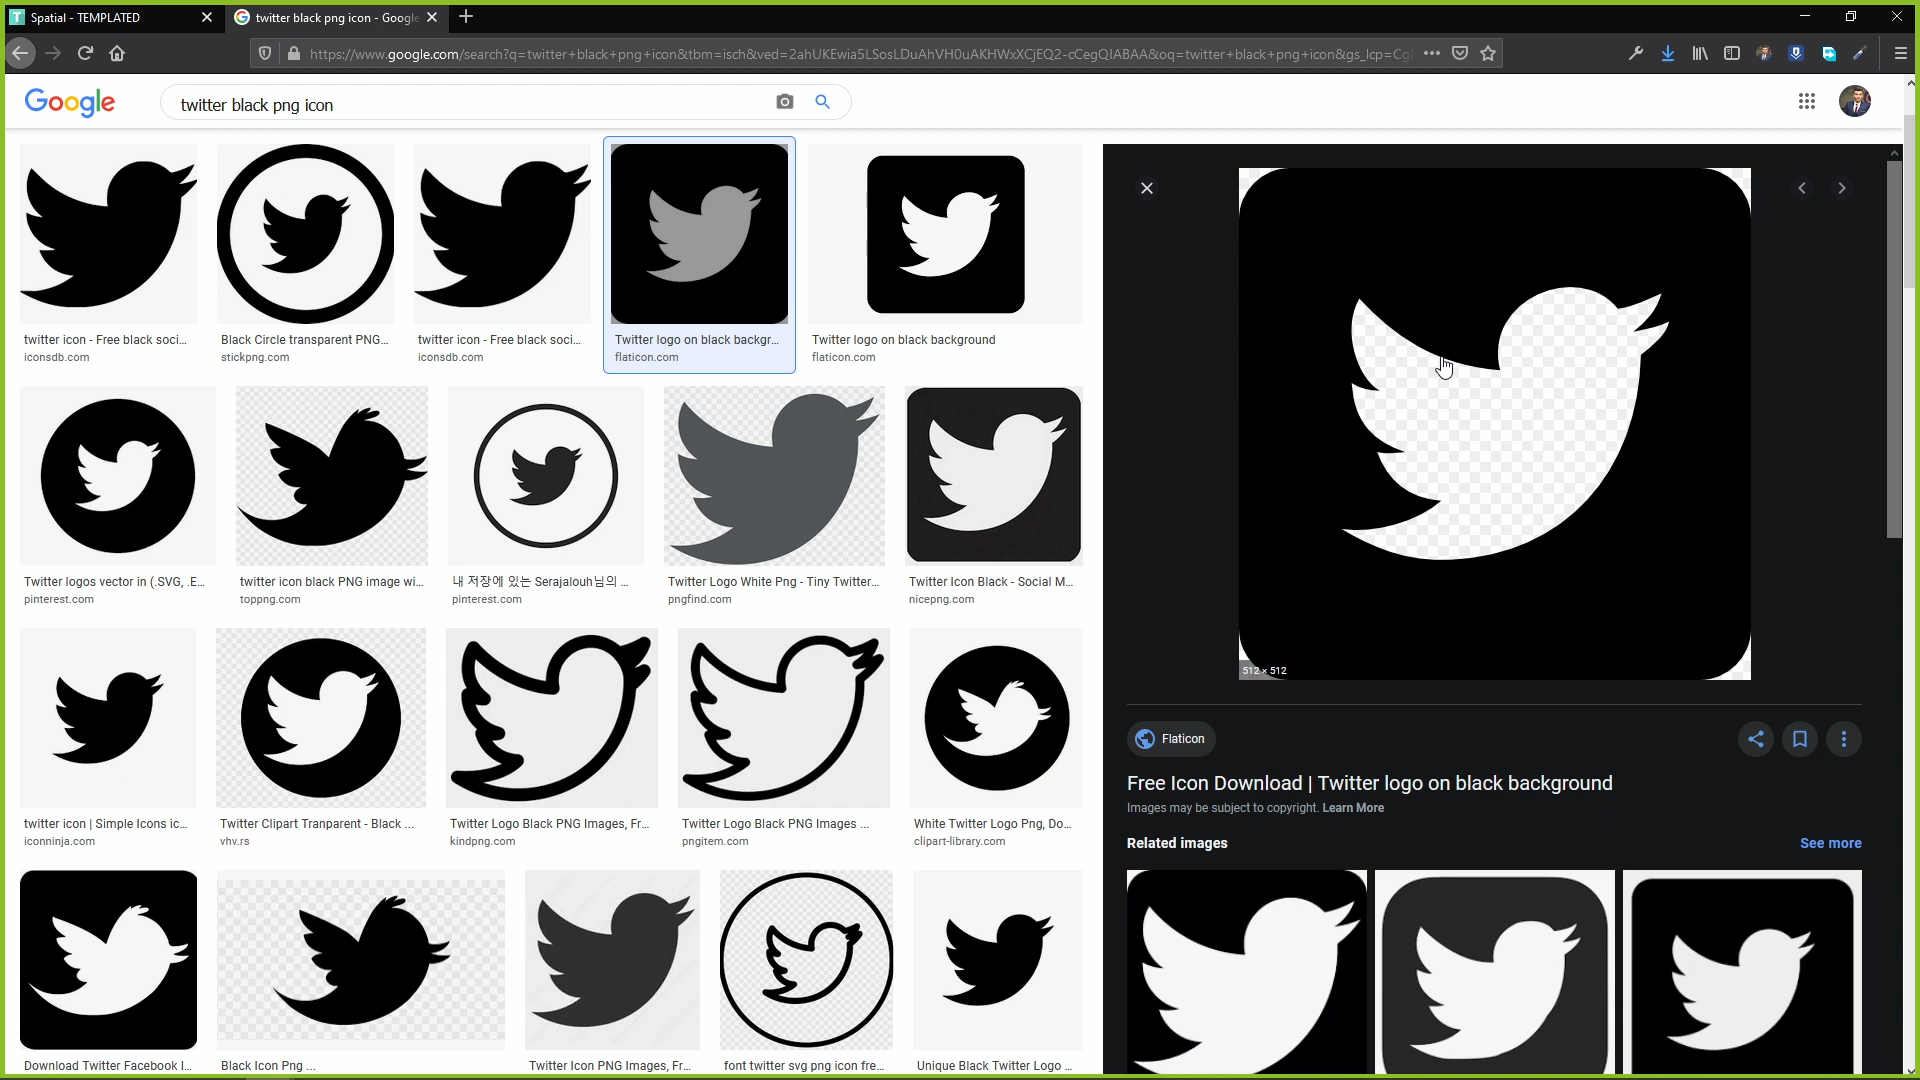 Spatial - TEMPLATED
twitter black png icon - Google
https://www.google.com/search?q=twitter+black+png+icon&tbm=isch&ved=2ahUKEwia5LSosLDuAhVH0uAKHWxXCjEQ2-cCegQIABAA&oq=twitter+black+png+icon&gs_lcp=Cg
Google
twitter black png icon
twitter icon - Free black soci...
iconsdb.com
Black Circle transparent PNG...
stickpng.com
twitter icon - Free black soci...
iconsdb.com
Twitter logo on black backgr...
flaticon.com
Twitter logo on black background
flaticon.com
Twitter logos vector in (.SVG, .E...
pinterest.com
twitter icon black PNG image wi...
toppng.com
내 저장에 있는 Serajalouh님의 ...
pinterest.com
Twitter Logo White Png - Tiny Twitter...
pngfind.com
Twitter Icon Black - Social M...
nicepng.com
twitter icon | Simple Icons ic...
iconninja.com
Twitter Clipart Tranparent - Black ...
vhv.rs
Twitter Logo Black PNG Images, Fr...
kindpng.com
Twitter Logo Black PNG Images ...
pngitem.com
White Twitter Logo Png, Do...
clipart-library.com
Download Twitter Facebook I...
Black Icon Png ...
Twitter Icon PNG Images, Fr...
font twitter svg png icon fre...
Unique Black Twitter Logo ...
512 × 512
Flaticon
Free Icon Download | Twitter logo on black background
Images may be subject to copyright. Learn More
Related images
See more